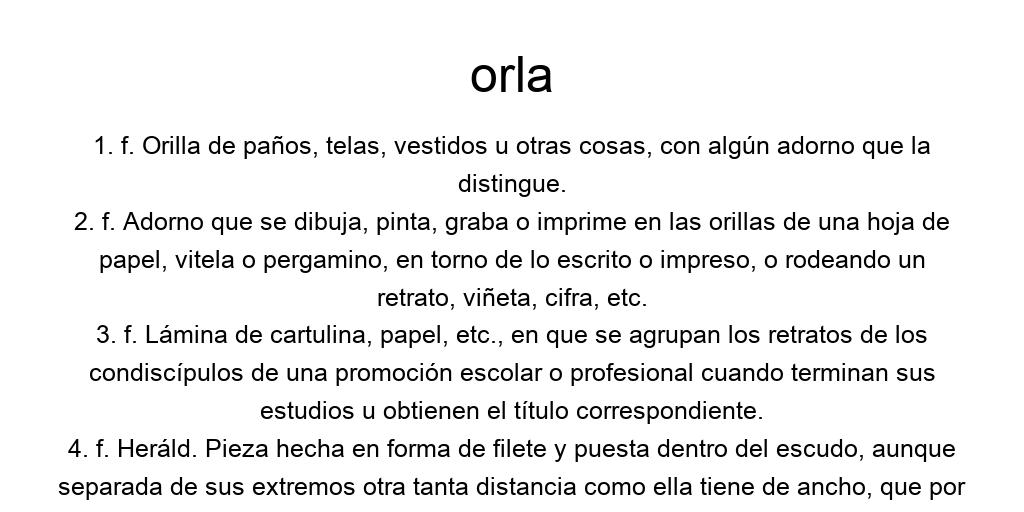 orla
1. f. Orilla de paños, telas, vestidos u otras cosas, con algún adorno que la
distingue.
2. f. Adorno que se dibuja, pinta, graba o imprime en las orillas de una hoja de
papel, vitela o pergamino, en torno de lo escrito o impreso, o rodeando un
retrato, viñeta, cifra, etc.
3. f. Lámina de cartulina, papel, etc., en que se agrupan los retratos de los
condiscípulos de una promoción escolar o profesional cuando terminan sus
estudios u obtienen el título correspondiente.
4. f. Heráld. Pieza hecha en forma de filete y puesta dentro del escudo, aunque
separada de sus extremos otra tanta distancia como ella tiene de ancho, que por